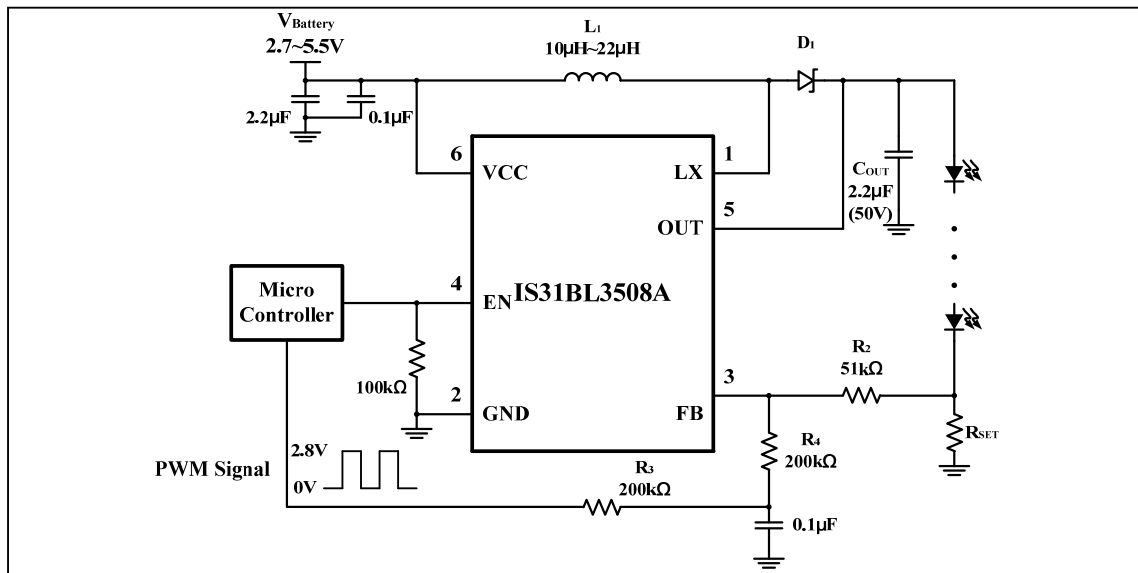 VBattery
2.7~5.5V
2.2µF
0.1µF
L1
10µH~22µH
D1
6
VCC
1
LX
5
OUT
COUT
2.2µF
(50V)
IS31BL3508A
Micro
Controller
4
EN
100kΩ
2
GND
3
FB
R2
51kΩ
RSET
R4
200kΩ
PWM Signal
2.8V
0V
R3
200kΩ
0.1µF